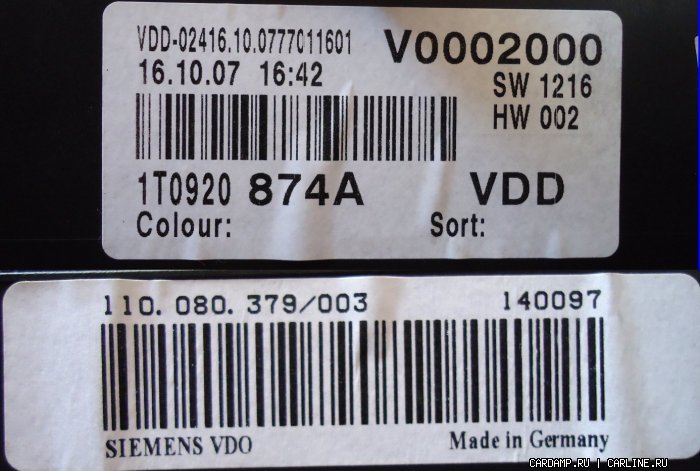 VDD-02416.10.0777011601 V0002000
16.10.07 16:42 SW 1216
HW 002
1T0920 874A VDD
Colour: Sort:
110.080.379/003 140097
SIEMENS VDO Made in Germany
CARDAMP.RU | CARLINE.RU